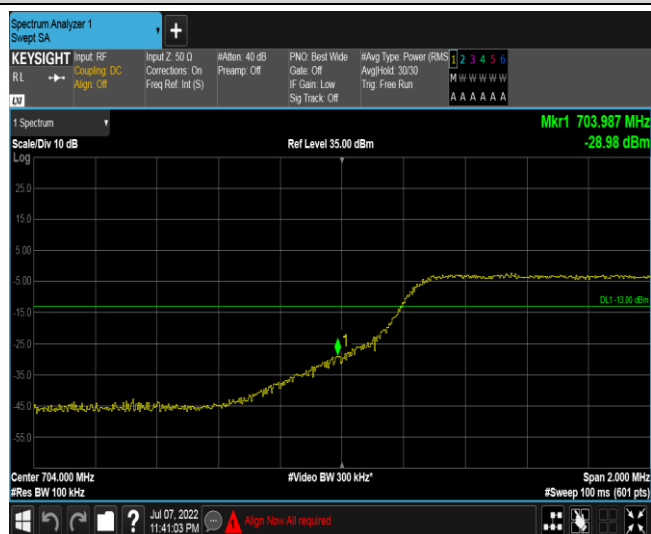 Spectrum Analyzer 1
Swept SA
KEYSIGHT Input: RF Input Z: 50 Ω #Atten: 40 dB PNO: Best Wide #Avg Type: Power (RMS 1 2 3 4 5 6
RL Coupling: DC Corrections: On Preamp: Off Gate: Off Avg|Hold: 30/30 M W W W W W
Align: Off Freq Ref: Int (S) IF Gain: Low Trig: Free Run
LXI Sig Track: Off A A A A A A
1 Spectrum Mkr1 703.987 MHz
Scale/Div 10 dB Ref Level 35.00 dBm -28.98 dBm
Log
25.0
15.0
5.00
-5.00
DL1 -13.00 dBm
-15.0
1
-25.0
-35.0
-45.0
-55.0
Center 704.000 MHz #Video BW 300 kHz* Span 2.000 MHz
#Res BW 100 kHz #Sweep 100 ms (601 pts)
? Jul 07, 2022
11:41:03 PM Align Now All required